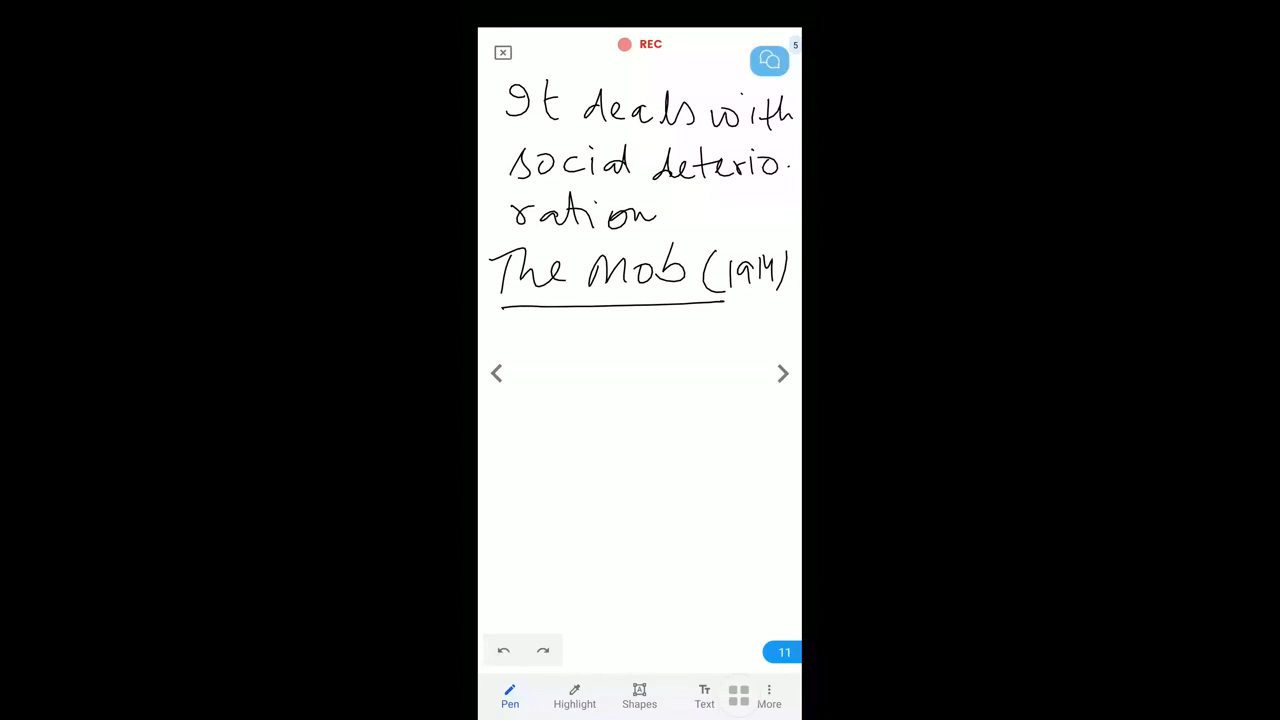 REC
5
It deals with
social deterio-
ration
The Mob (1914)
11
Pen Highlight Shapes Text More